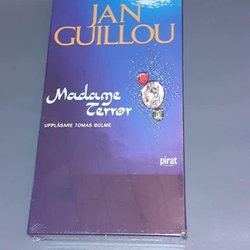 JAN
GUILLOU
Madame
Terror
UPPLÄSARE TOMAS BOLME
pirat